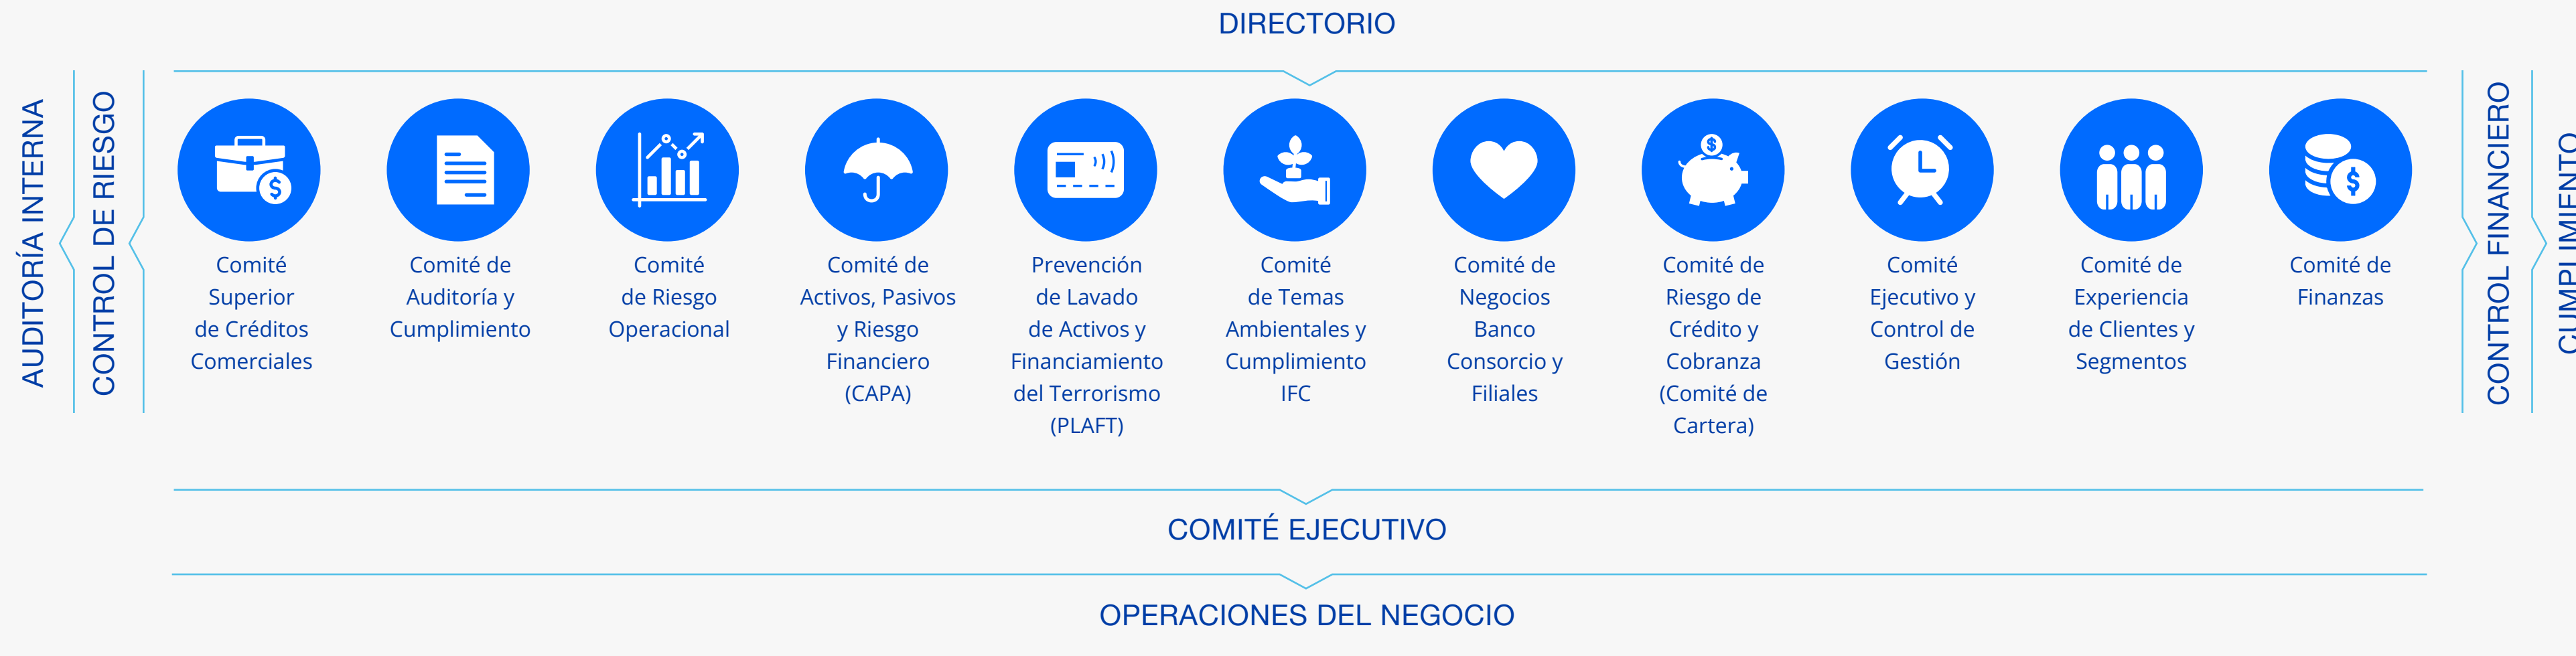 DIRECTORIO
AUDITORÍA INTERNA
CONTROL DE RIESGO
Comité
Superior
de Créditos
Comerciales
Comité de
Auditoría y
Cumplimiento
Comité
de Riesgo
Operacional
Comité de
Activos, Pasivos
y Riesgo
Financiero
(CAPA)
Prevención
de Lavado
de Activos y
Financiamiento
del Terrorismo
(PLAFT)
Comité
de Temas
Ambientales y
Cumplimiento
IFC
Comité de
Negocios
Banco
Consorcio y
Filiales
Comité de
Riesgo de
Crédito y
Cobranza
(Comité de
Cartera)
Comité
Ejecutivo y
Control de
Gestión
Comité de
Experiencia
de Clientes y
Segmentos
Comité de
Finanzas
CONTROL FINANCIERO
CUMPLIMIENTO
COMITÉ EJECUTIVO
OPERACIONES DEL NEGOCIO